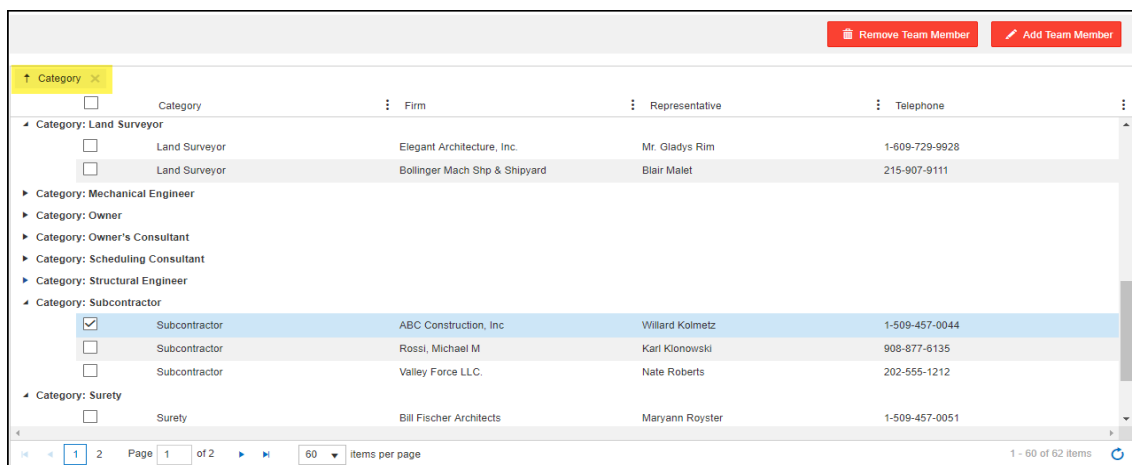 Remove Team Member Add Team Member
Category
Category Firm Representative Telephone
Category: Land Surveyor
Land Surveyor Elegant Architecture, Inc. Mr. Gladys Rim 1-609-729-9928
Land Surveyor Bollinger Mach Shp & Shipyard Blair Malet 215-907-9111
Category: Mechanical Engineer
Category: Owner
Category: Owner's Consultant
Category: Scheduling Consultant
Category: Structural Engineer
Category: Subcontractor
Subcontractor ABC Construction, Inc Willard Kolmetz 1-509-457-0044
Subcontractor Rossi, Michael M Karl Klonowski 908-877-6135
Subcontractor Valley Force LLC. Nate Roberts 202-555-1212
Category: Surety
Surety Bill Fischer Architects Maryann Royster 1-509-457-0051
1 2 Page 1 of 2 60 items per page 1 - 60 of 62 items